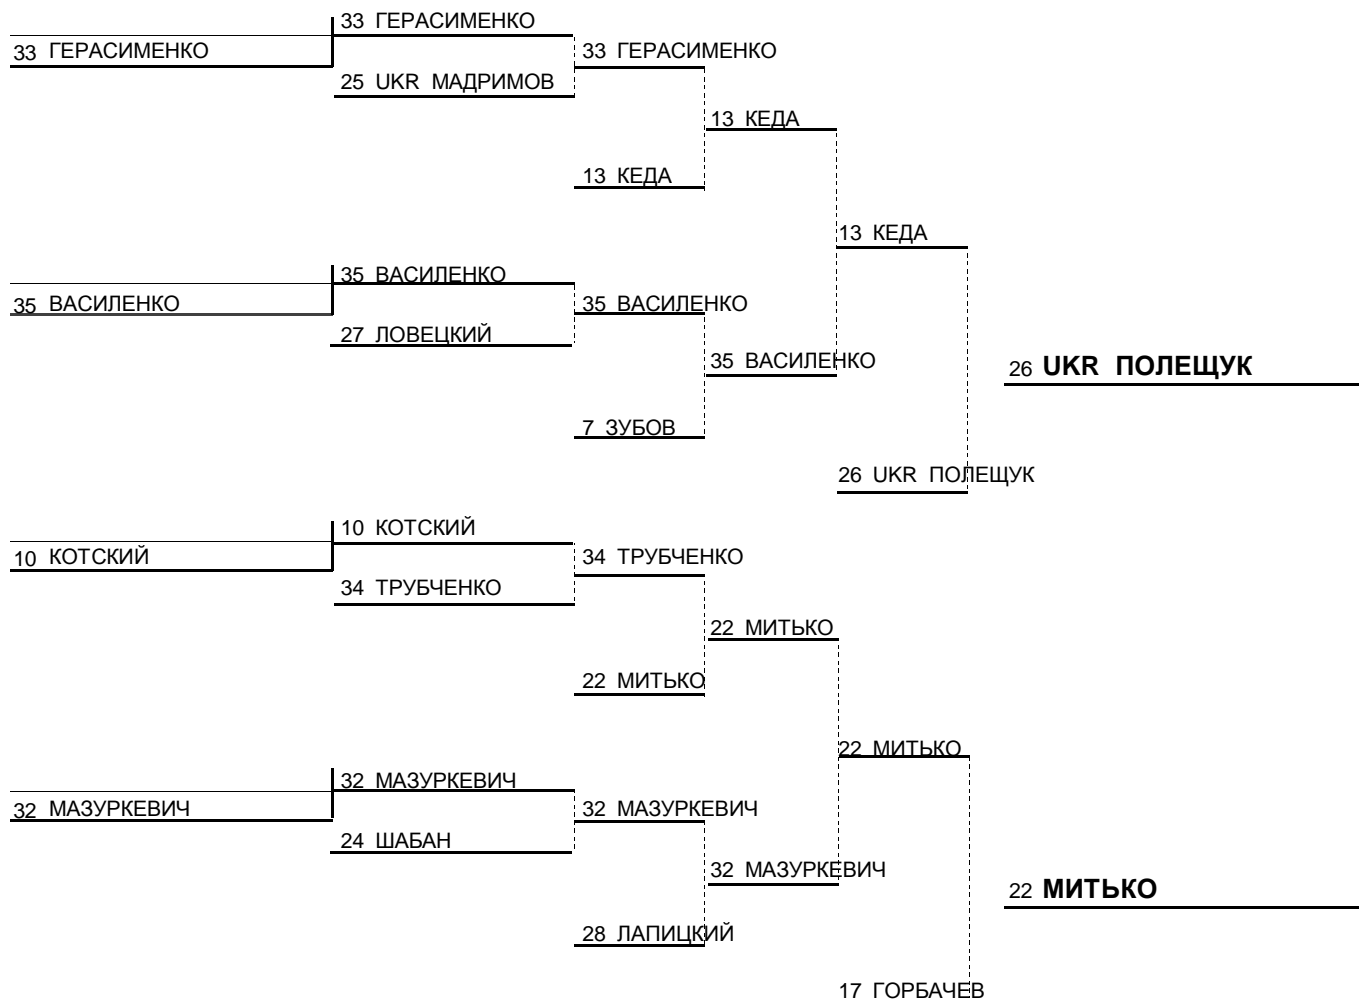 33 ГЕРАСИМЕНКО
33 ГЕРАСИМЕНКО
33 ГЕРАСИМЕНКО
25 UKR МАДРИМОВ
13 КЕДА
13 КЕДА
13 КЕДА
35 ВАСИЛЕНКО
35 ВАСИЛЕНКО
35 ВАСИЛЕНКО
27 ЛОВЕЦКИЙ
35 ВАСИЛЕНКО
26 UKR ПОЛЕЩУК
7 ЗУБОВ
26 UKR ПОЛЕЩУК
10 КОТСКИЙ
10 КОТСКИЙ
34 ТРУБЧЕНКО
34 ТРУБЧЕНКО
22 МИТЬКО
22 МИТЬКО
22 МИТЬКО
32 МАЗУРКЕВИЧ
32 МАЗУРКЕВИЧ
32 МАЗУРКЕВИЧ
24 ШАБАН
32 МАЗУРКЕВИЧ
22 МИТЬКО
28 ЛАПИЦКИЙ
17 ГОРБАЧЕВ